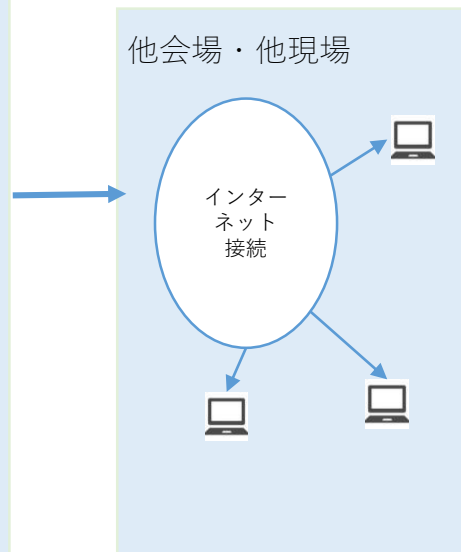 他会場・他現場
インター
ネット
接続